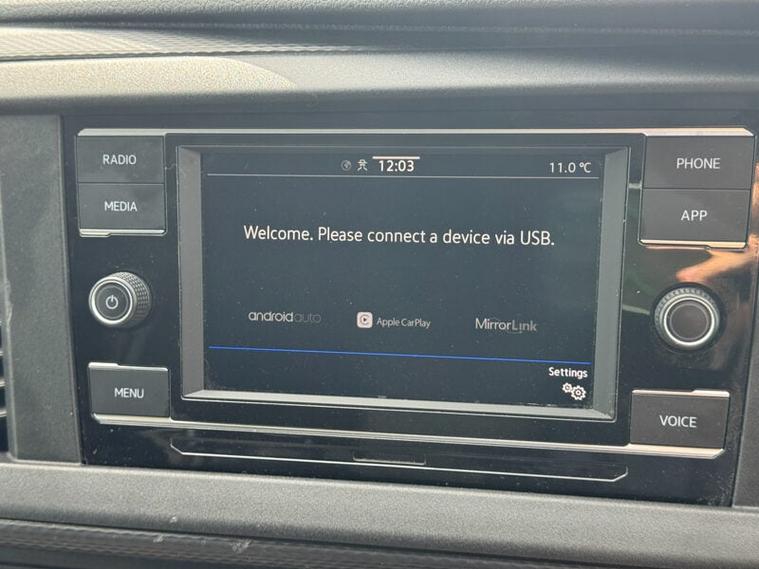 RADIO
MEDIA
MENU
12:03
11.0 °C
Welcome. Please connect a device via USB.
androidauto
Apple CarPlay
MirrorLink
Settings
PHONE
APP
VOICE